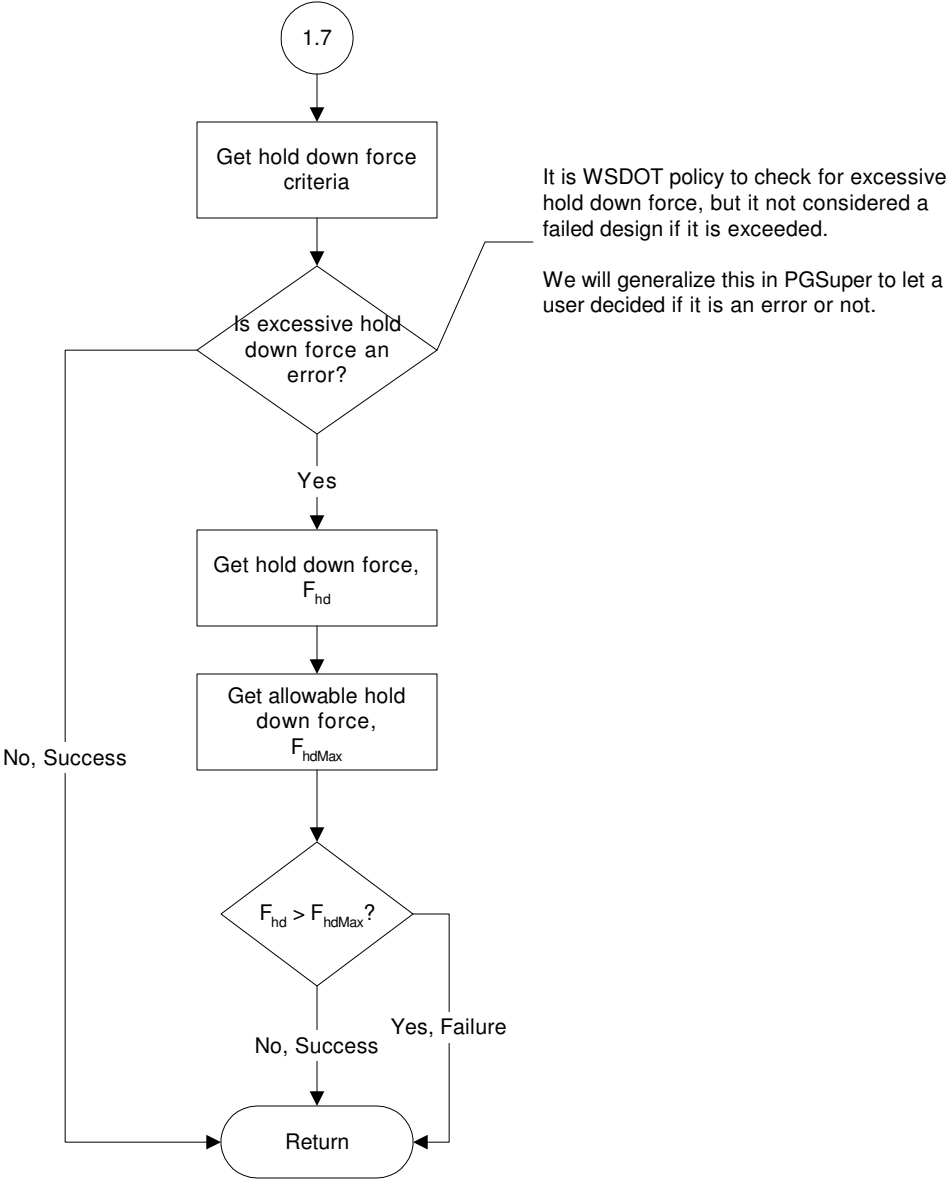 1.7
Get hold down force
criteria
It is WSDOT policy to check for excessive
hold down force, but it not considered a
failed design if it is exceeded.
We will generalize this in PGSuper to let a
user decided if it is an error or not.
Is excessive hold
down force an
error?
Yes
Get hold down force,
Fhd
Get allowable hold
down force,
FhdMax
No, Success
Fhd > FhdMax?
Yes, Failure
No, Success
Return